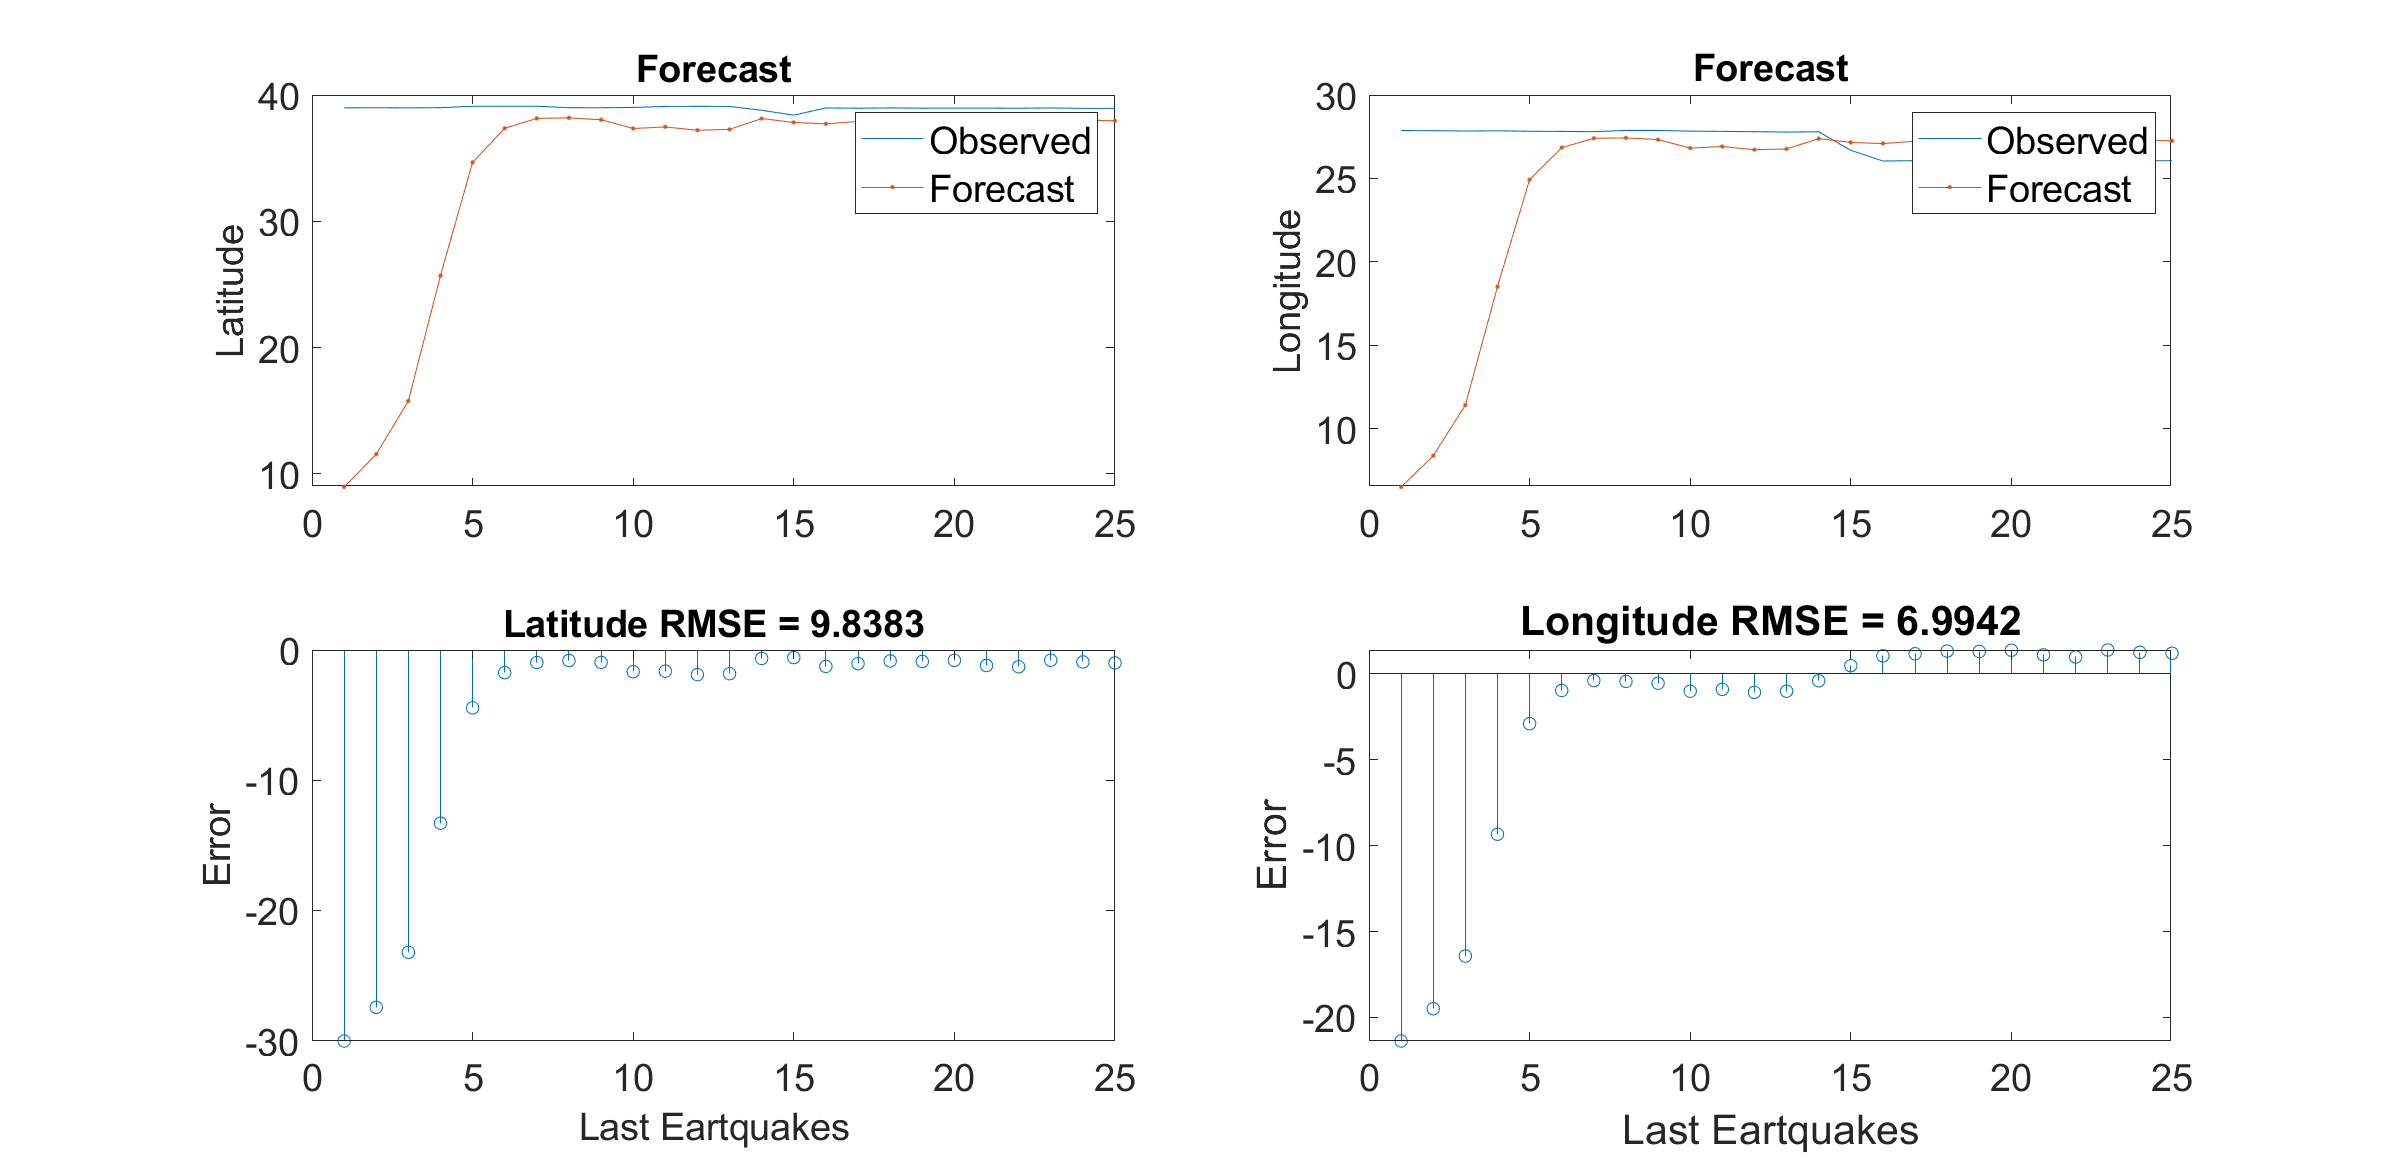 Forecast
40
30
20
10
Latitude
Observed
Forecast
0 5 10 15 20 25
Forecast
30
25
20
15
10
Longitude
Observed
Forecast
0 5 10 15 20 25
Latitude RMSE = 9.8383
0
-10
-20
-30
Error
0 5 10 15 20 25
Last Eartquakes
Longitude RMSE = 6.9942
0
-5
-10
-15
-20
Error
0 5 10 15 20 25
Last Eartquakes